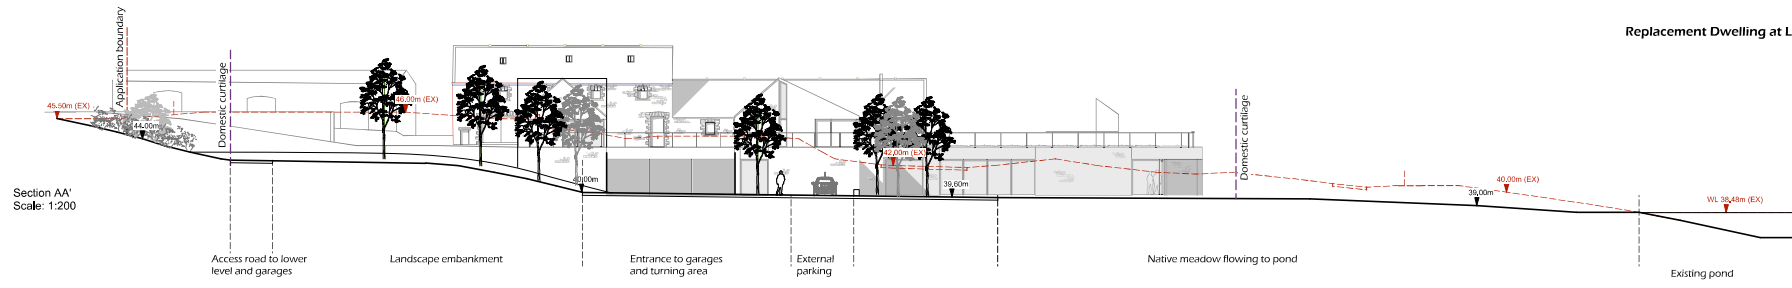 Replacement Dwelling at L
Application boundary
Domestic curtilage
Domestic curtilage
45.50m (EX)
44.00m
46.00m (EX)
40.00m
42.00m (EX)
39.60m
40.00m (EX)
39.00m
WL 38.48m (EX)
Section AA'
Scale: 1:200
Access road to lower
level and garages
Landscape embankment
Entrance to garages
and turning area
External
parking
Native meadow flowing to pond
Existing pond